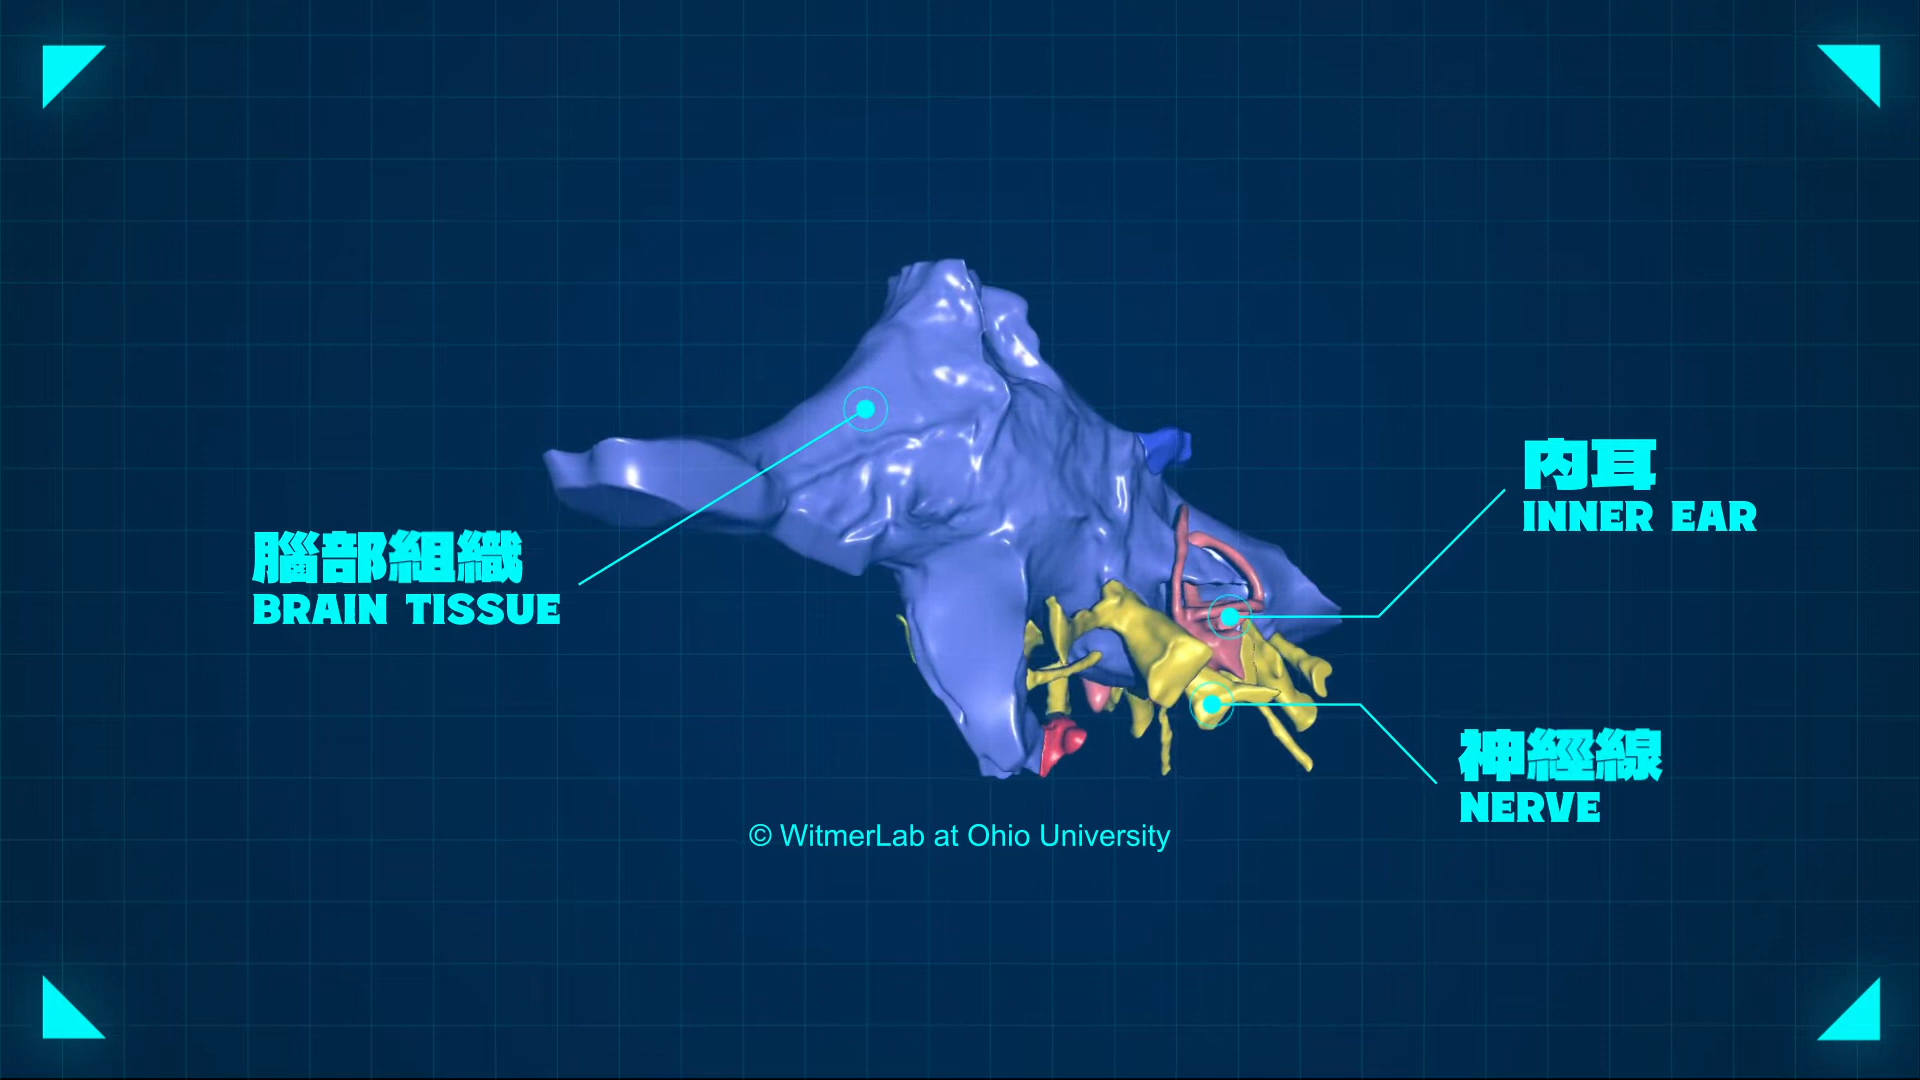 腦部組織
BRAIN TISSUE
內耳
INNER EAR
神經線
NERVE
© WitmerLab at Ohio University